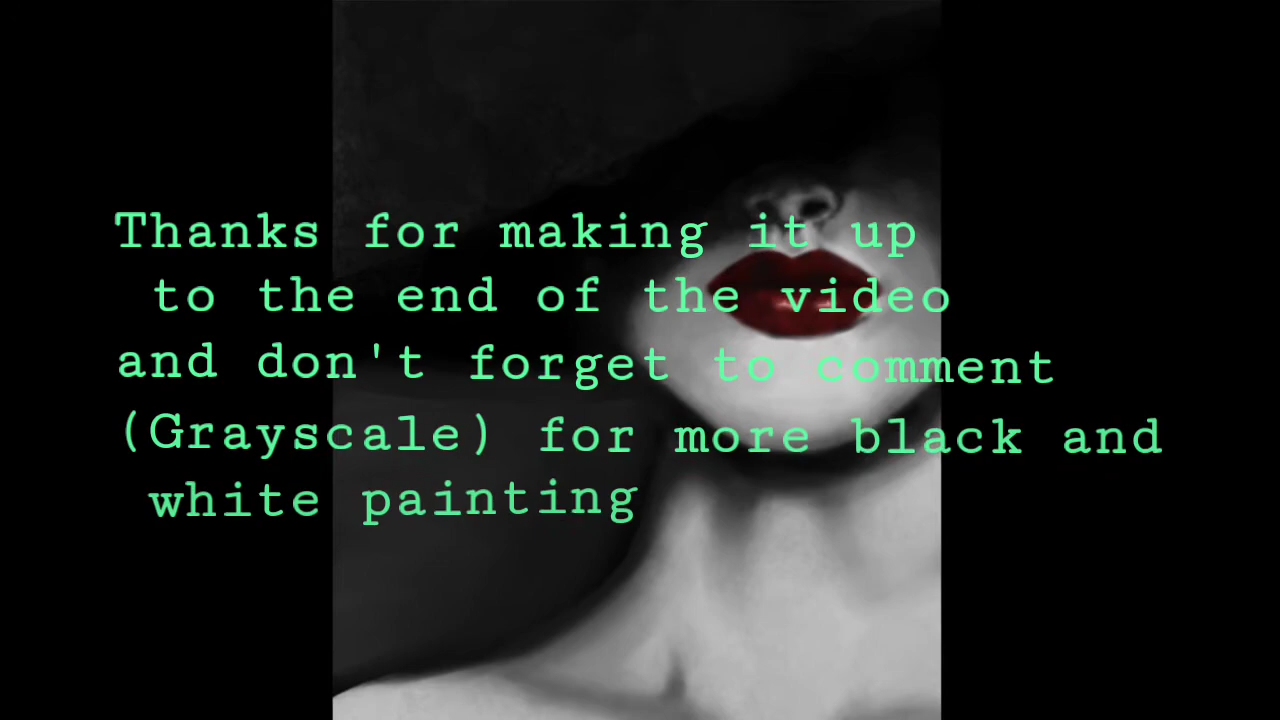 Thanks for making it up
to the end of the video
and don't forget to comment
(Grayscale) for more black and
white painting